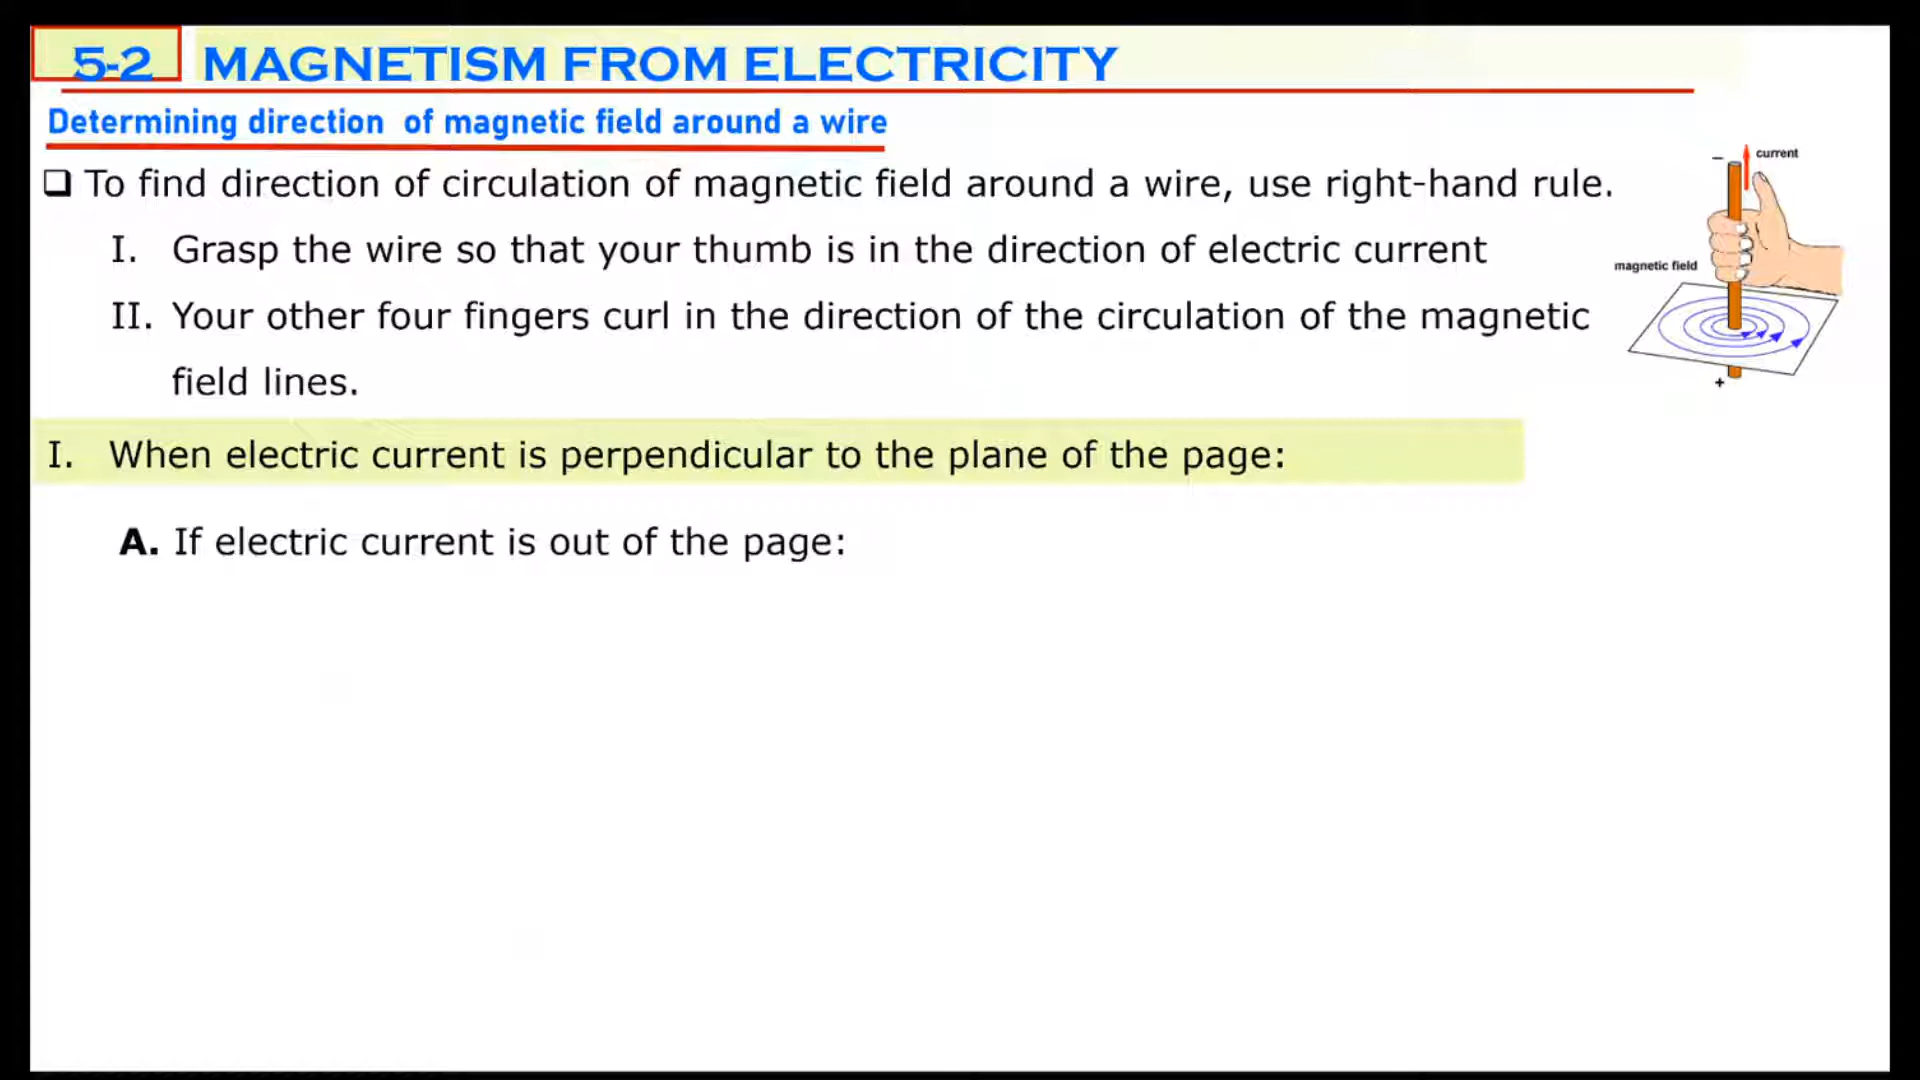 5-2 MAGNETISM FROM ELECTRICITY
Determining direction of magnetic field around a wire
❑ To find direction of circulation of magnetic field around a wire, use right-hand rule.
I. Grasp the wire so that your thumb is in the direction of electric current
II. Your other four fingers curl in the direction of the circulation of the magnetic
field lines.
– current
magnetic field
+
I. When electric current is perpendicular to the plane of the page:
A. If electric current is out of the page: